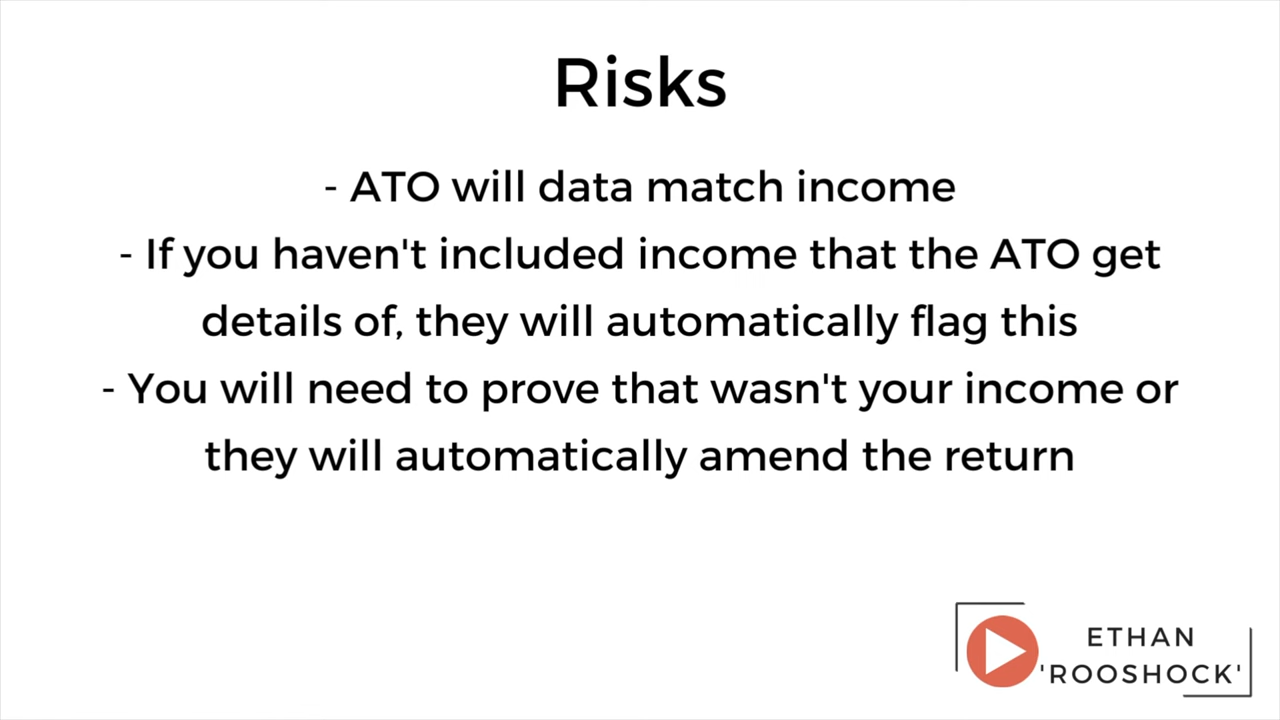 Risks
- ATO will data match income
- If you haven't included income that the ATO get
details of, they will automatically flag this
- You will need to prove that wasn't your income or
they will automatically amend the return
ETHAN
'ROOSHOCK'